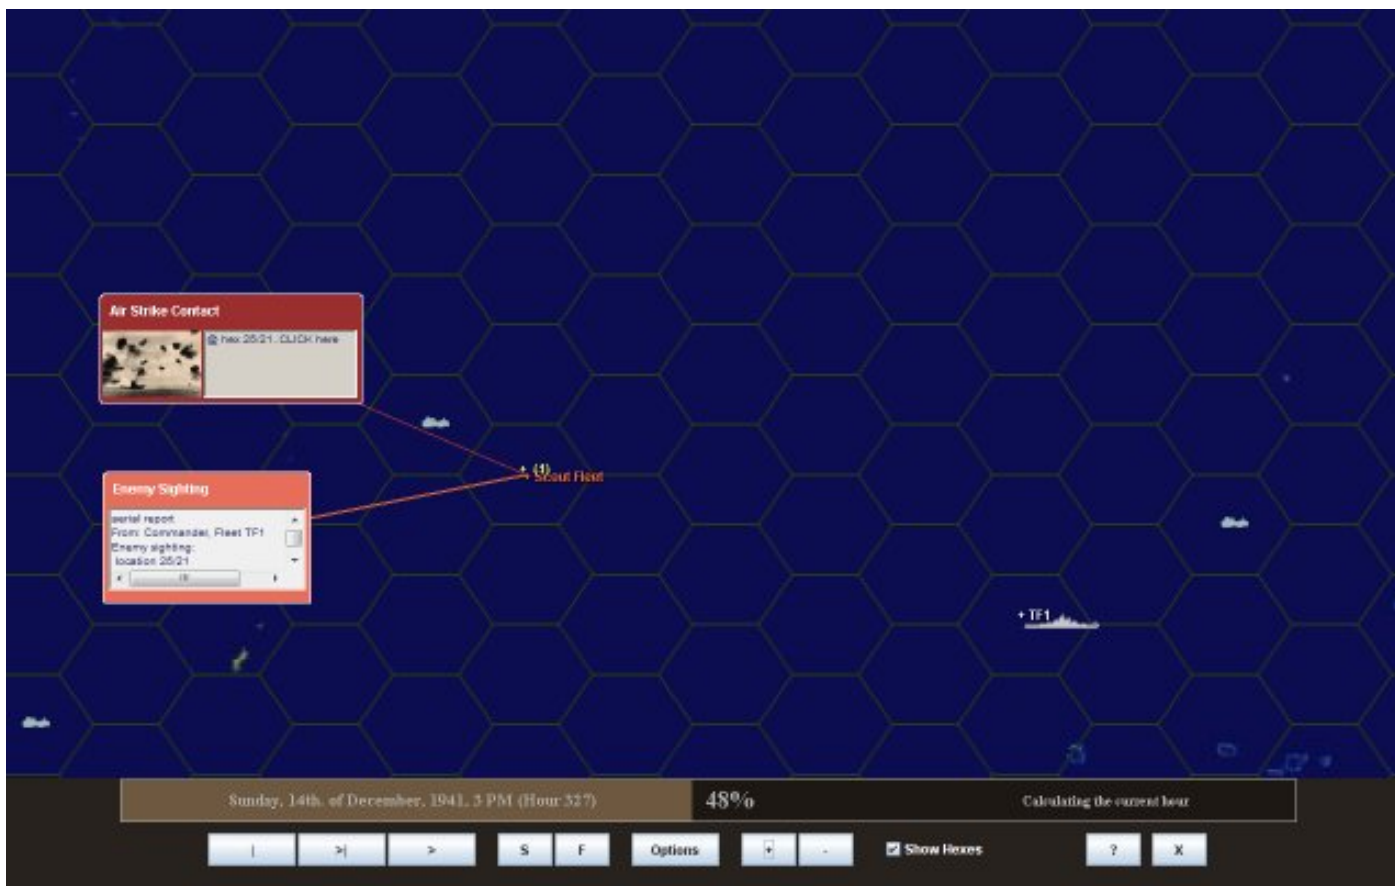 Air Strike Contact
@ hex 25/21. CLICK here
+ (1)
Scout Fleet
Enemy Sighting
aerial report
From: Commander, Fleet TF1
Enemy sighting:
location 25/21
+ TF1
Sunday, 14th. of December, 1941, 3 PM (Hour 327)
48%
Calculating the current hour
| >| > S F Options + - Show Hexes ? X